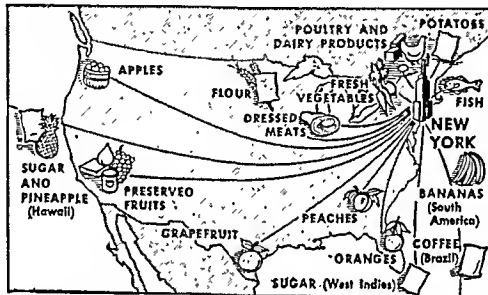 POULTRY AND
DAIRY PRODUCTS
POTATOES
APPLES
FLOUR
FRESH
VEGETABLES
DRESSED
MEATS
FISH
NEW
YORK
SUGAR
AND
PINEAPPLE
(Hawaii)
PRESERVED
FRUITS
BANANAS
(South
America)
PEACHES
GRAPEFRUIT
ORANGES
COFFEE
(Brazil)
SUGAR (West Indies)